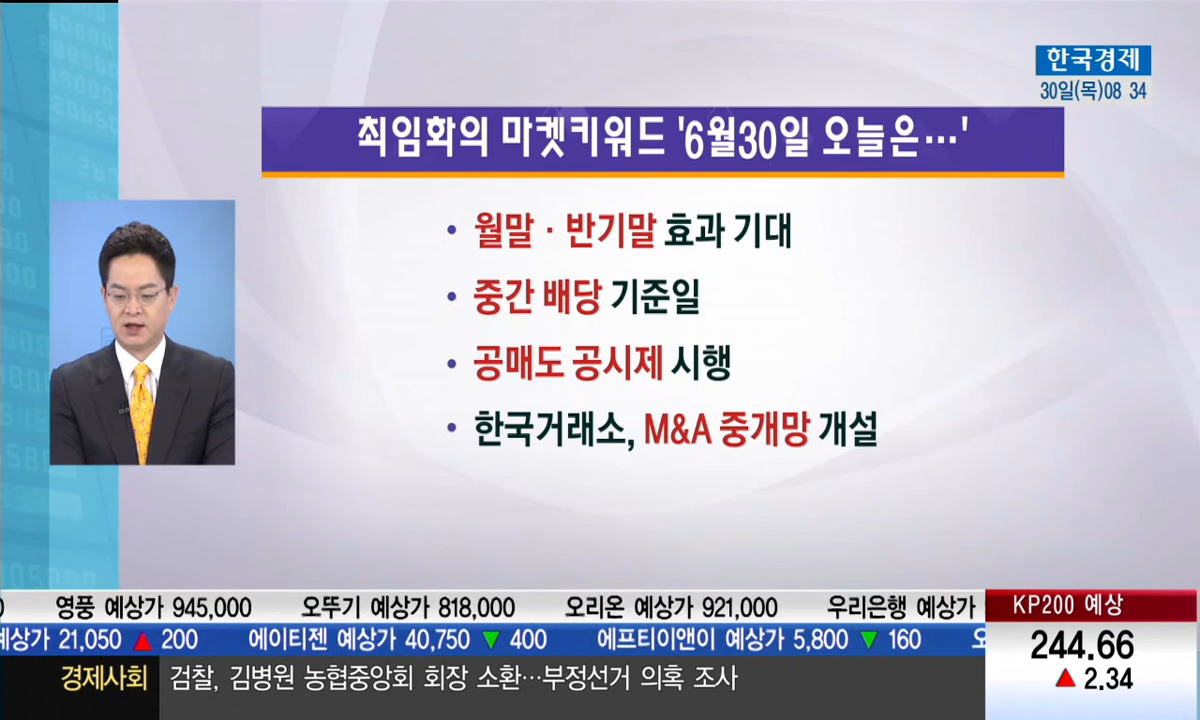 한국경제
30일(목)08 34
최임화의 마켓키워드 '6월30일 오늘은…'
• 월말·반기말 효과 기대
• 중간 배당 기준일
• 공매도 공시제 시행
• 한국거래소, M&A 중개망 개설
영풍 예상가 945,000 오뚜기 예상가 818,000 오리온 예상가 921,000 우리은행 예상가
예상가 21,050 ▲ 200 에이티젠 예상가 40,750 ▼ 400 에프티이앤이 예상가 5,800 ▼ 160
KP200 예상
244.66
▲ 2.34
경제사회 검찰, 김병원 농협중앙회 회장 소환…부정선거 의혹 조사